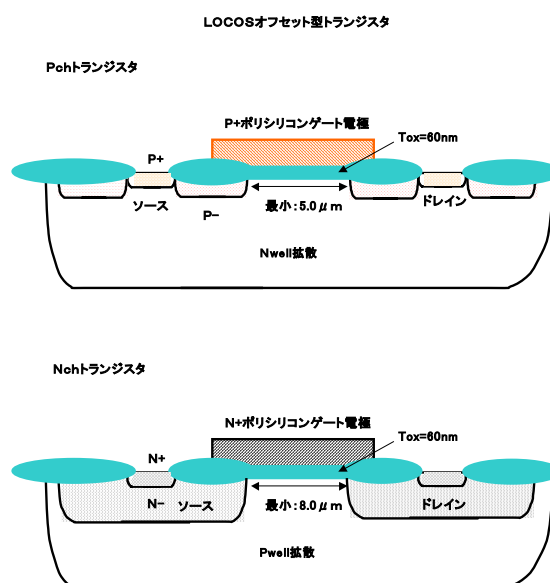 LOCOSオフセット型トランジスタ
Pchトランジスタ
P+ポリシリコンゲート電極
Tox=60nm
P+
ソース
P−
最小:5.0μm
ドレイン
Nwell拡散
Nchトランジスタ
N+ポリシリコンゲート電極
Tox=60nm
N+
N− ソース
最小:8.0μm
ドレイン
Pwell拡散